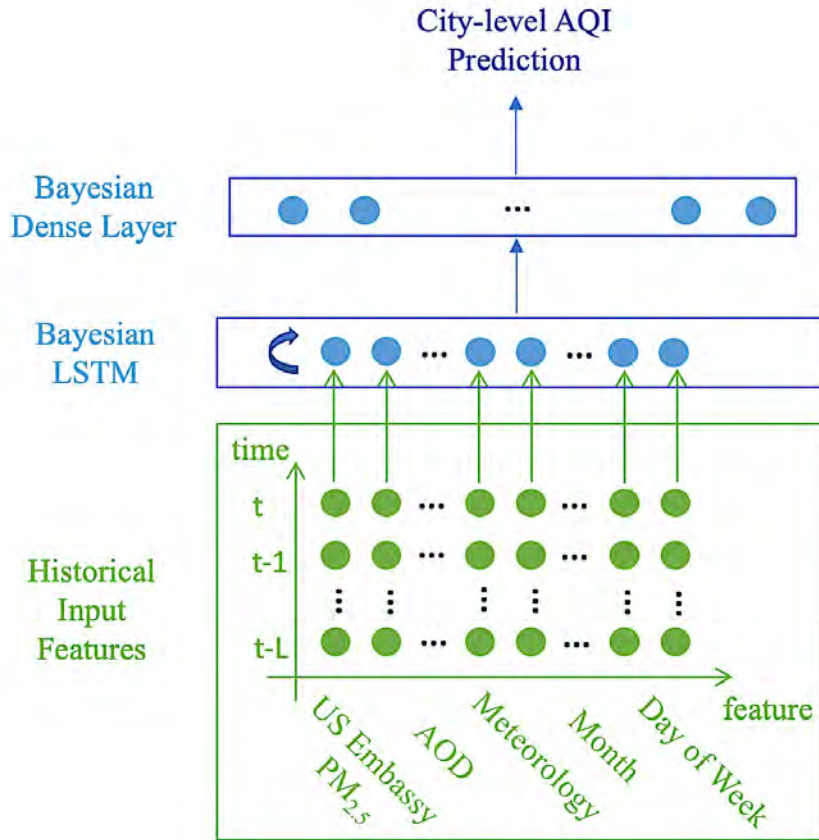 City-level AQI
Prediction
Bayesian
Dense Layer
...
Bayesian
LSTM
... ...
time
t
... ...
t-1
... ...
Historical
Input
Features
t-L
... ...
feature
US Embassy
PM2.5
AOD
Meteorology
Month
Day of Week